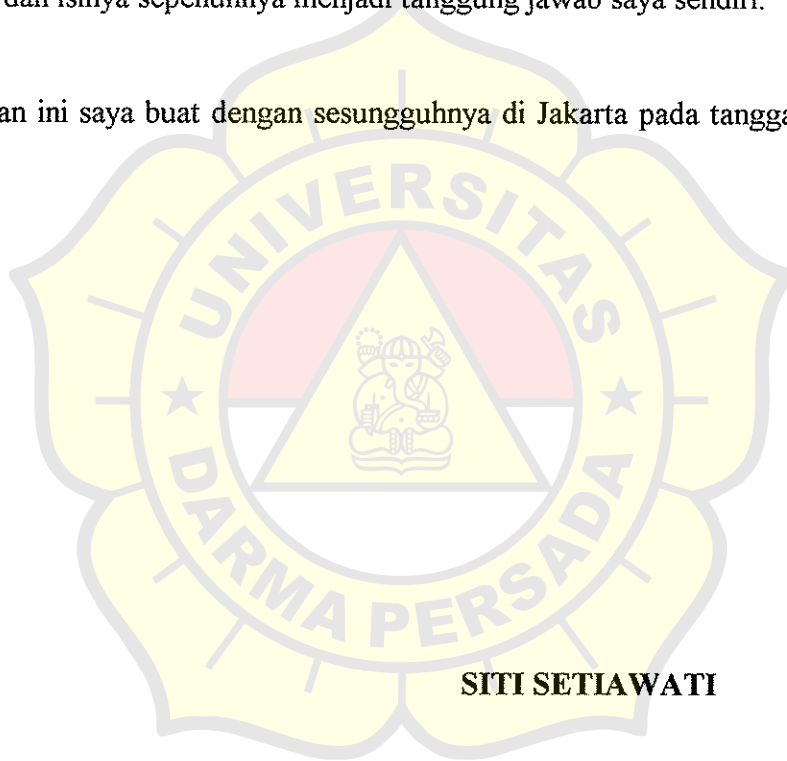 dan isinya sepenuhnya menjadi tanggung jawab saya sendiri.
an ini saya buat dengan sesungguhnya di Jakarta pada tangga
UNIVERSITAS
DARMA PERSADA
SITI SETIAWATI